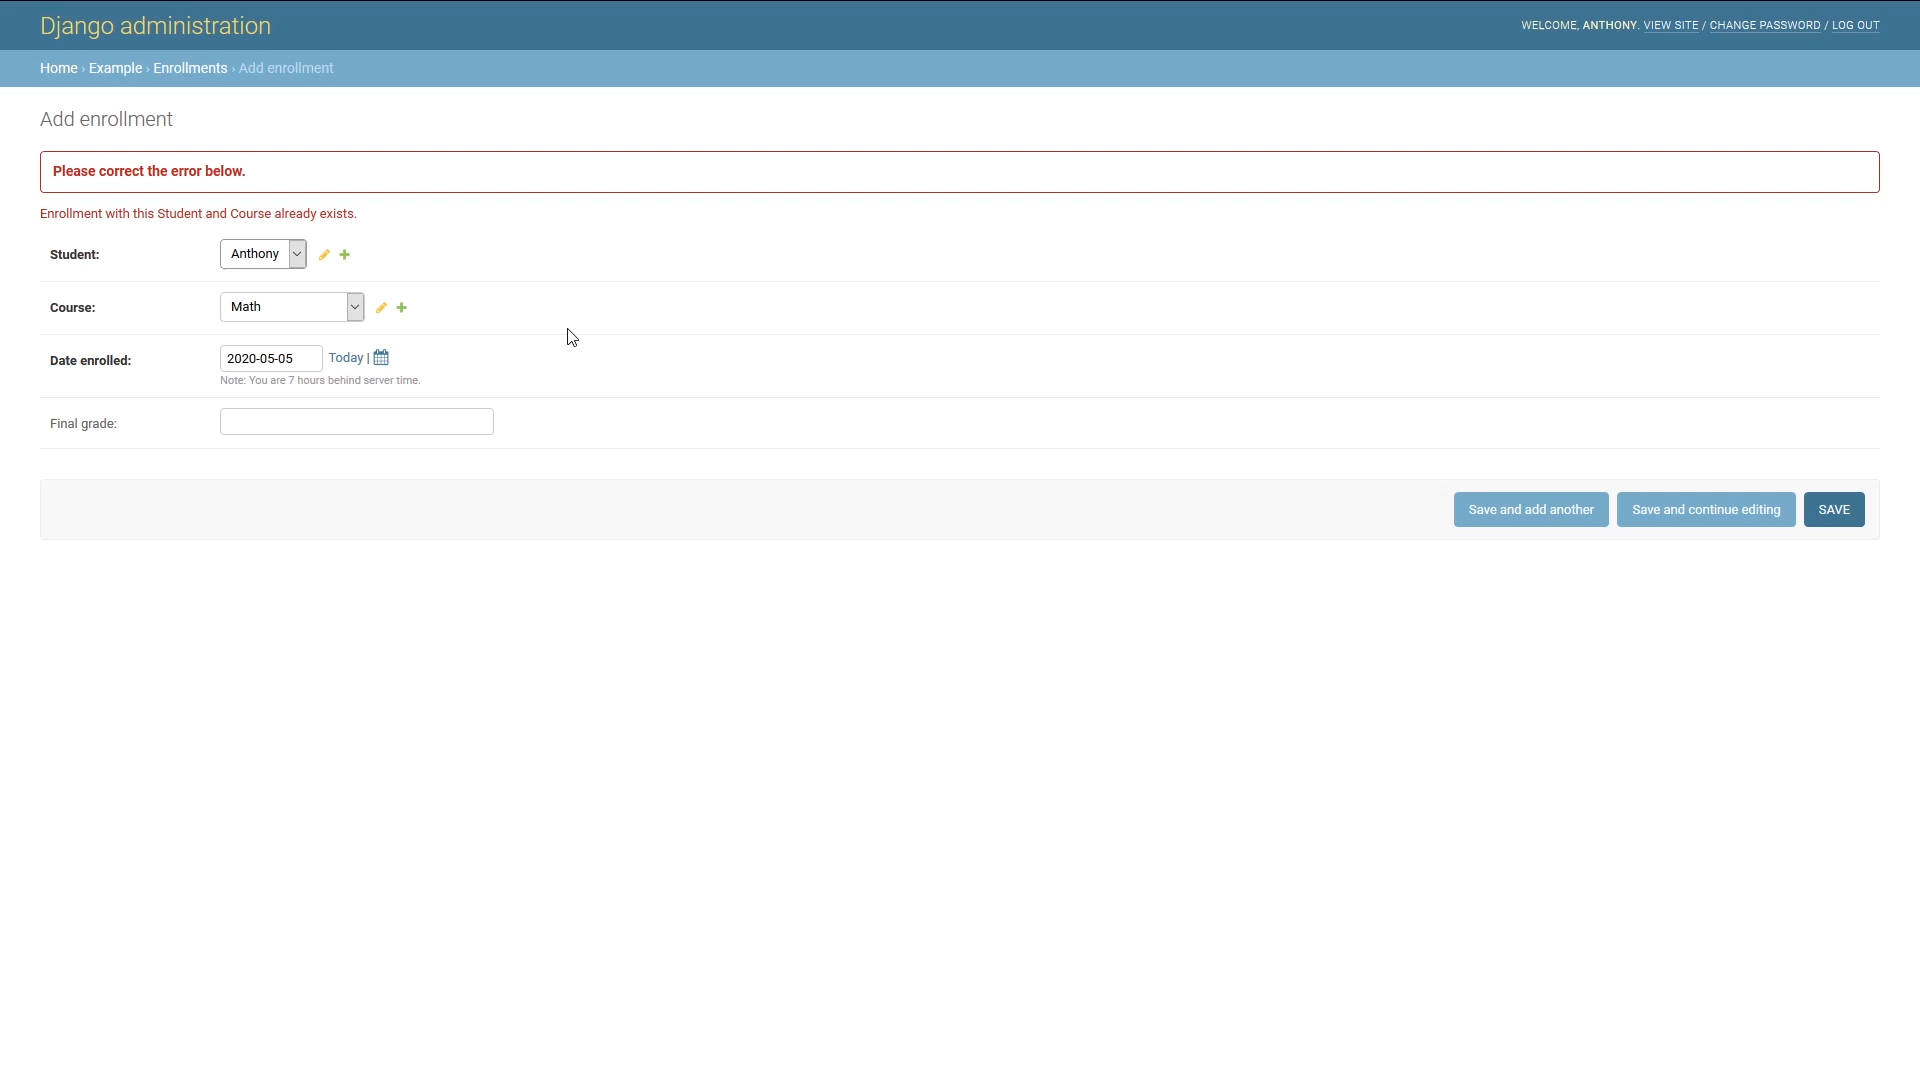 Django administration
WELCOME, ANTHONY. VIEW SITE / CHANGE PASSWORD / LOG OUT
Home › Example › Enrollments › Add enrollment
Add enrollment
Please correct the error below.
Enrollment with this Student and Course already exists.
Student: Anthony
Course: Math
Date enrolled: 2020-05-05 Today |
Note: You are 7 hours behind server time.
Final grade:
Save and add another Save and continue editing SAVE